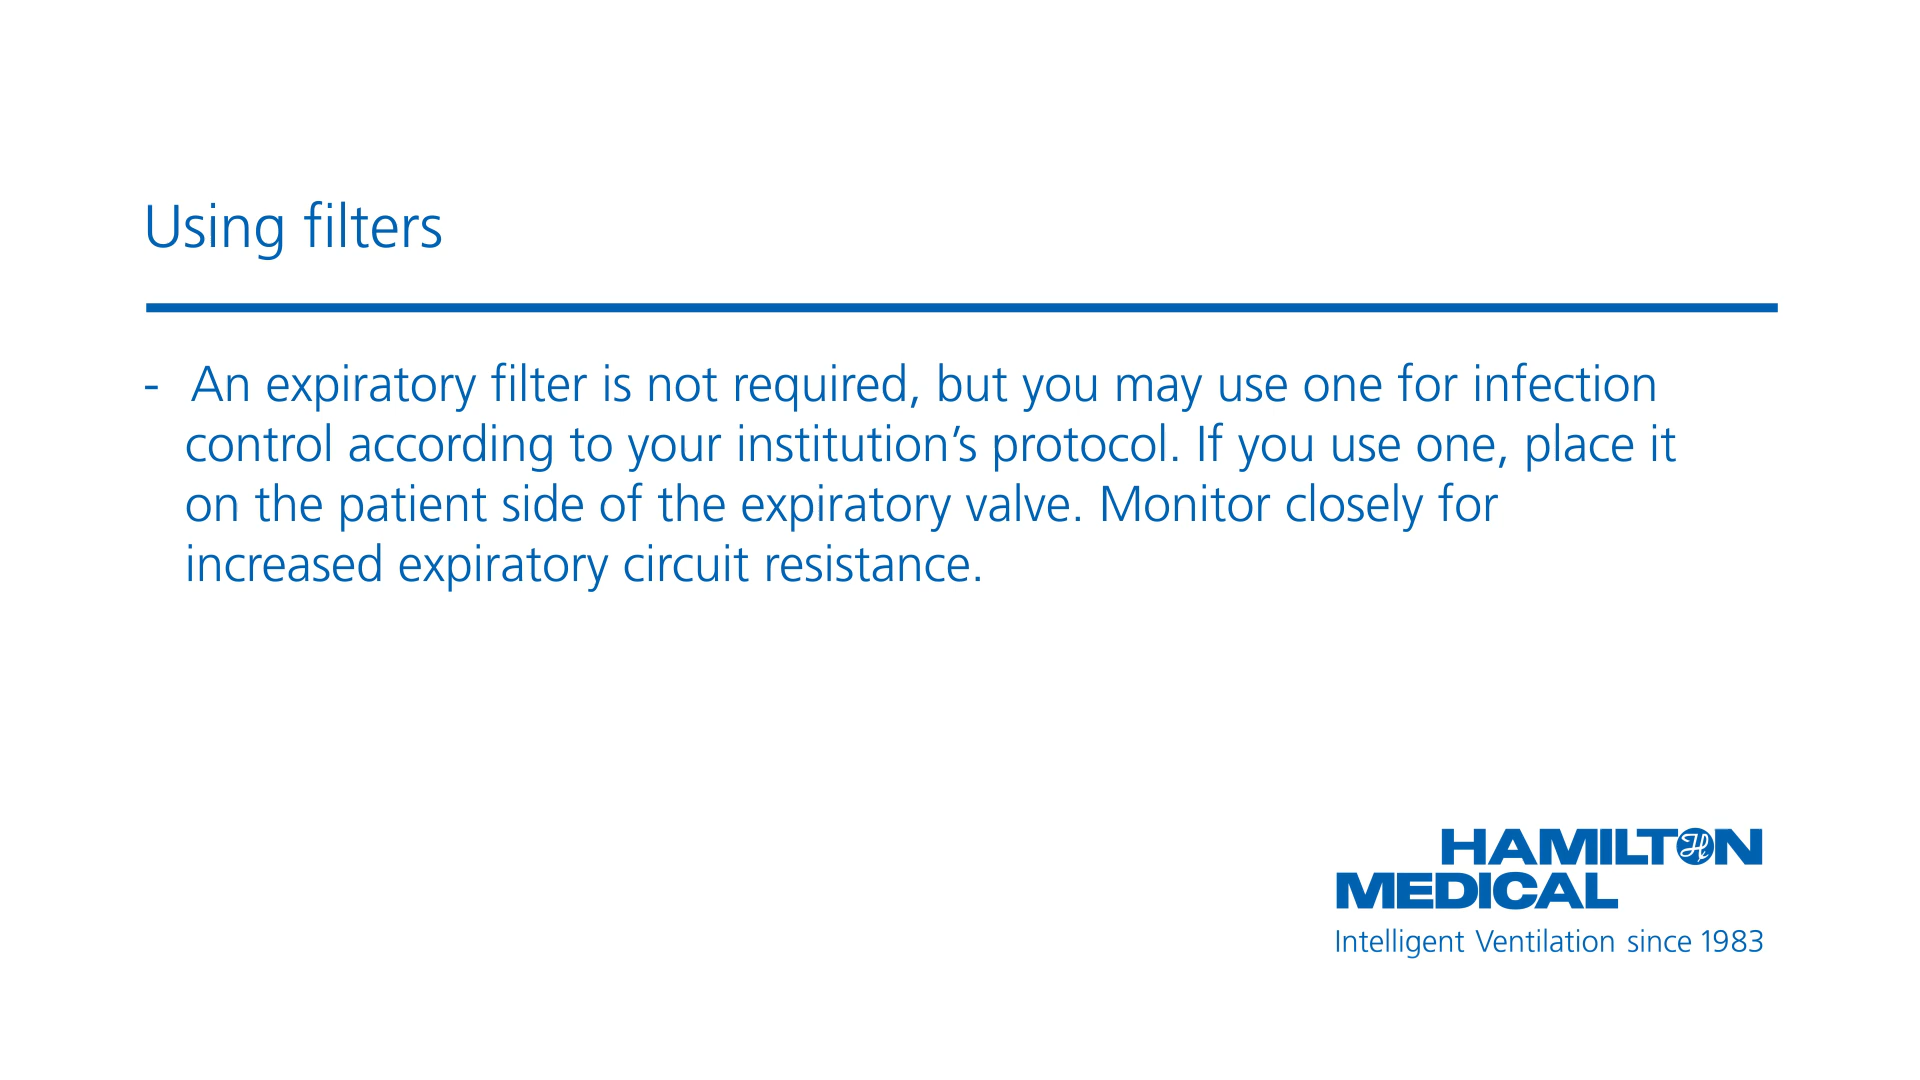 Using filters
- An expiratory filter is not required, but you may use one for infection
control according to your institution’s protocol. If you use one, place it
on the patient side of the expiratory valve. Monitor closely for
increased expiratory circuit resistance.
HAMILTON
MEDICAL
Intelligent Ventilation since 1983